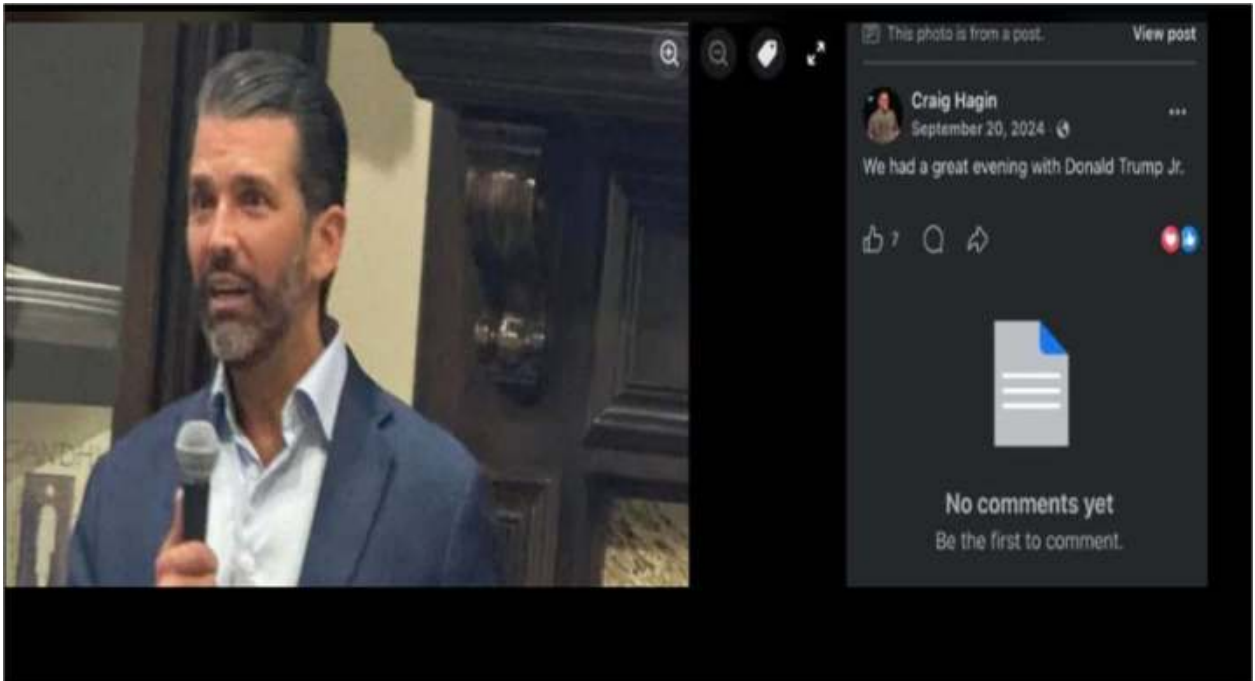 This photo is from a post.
View post
Craig Hagin
September 20, 2024
We had a great evening with Donald Trump Jr.
7
No comments yet
Be the first to comment.